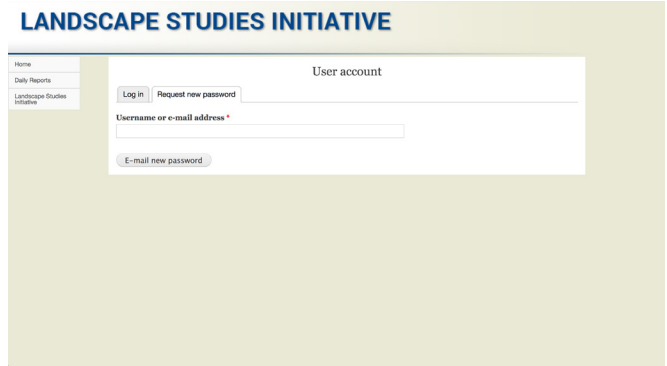 LANDSCAPE STUDIES INITIATIVE
Home
Daily Reports
Landscape Studies
Initiative
User account
Log in
Request new password
Username or e-mail address *
E-mail new password